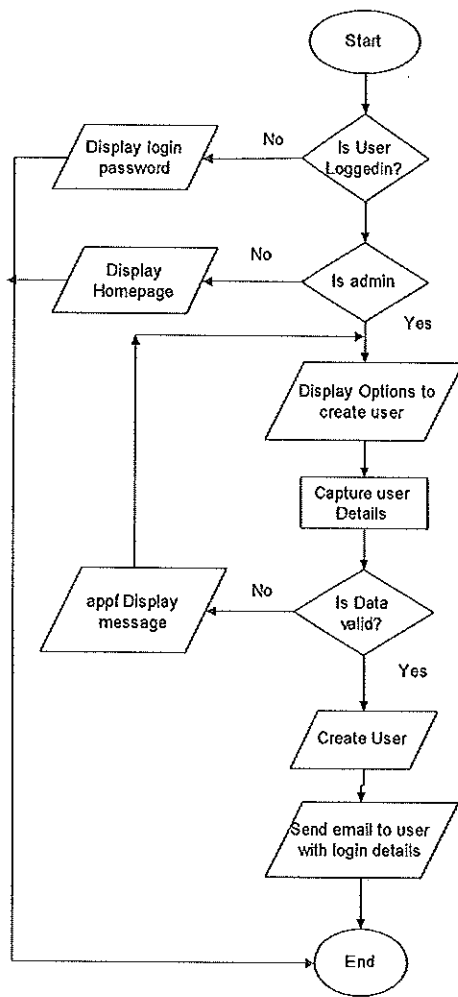 Start
No
Display login
password
Is User
Loggedin?
No
Display
Homepage
Is admin
Yes
Display Options to
create user
Capture user
Details
No
appf Display
message
Is Data
valid?
Yes
Create User
Send email to user
with login details
End